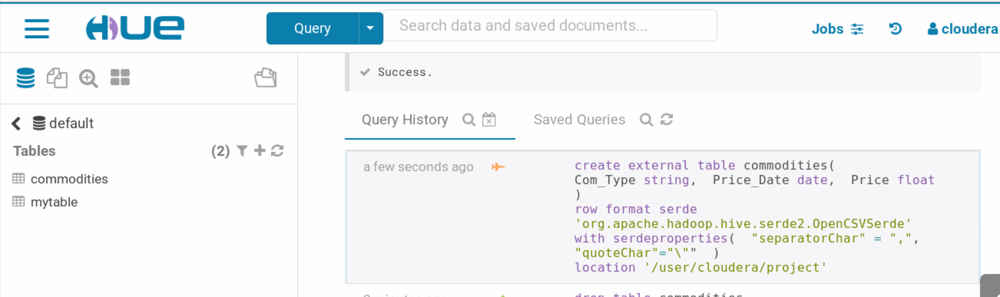 HUE
Query
Search data and saved documents...
Jobs
cloudera
Success.
default
Tables (2)
commodities
mytable
Query History
Saved Queries
a few seconds ago
create external table commodities(
Com_Type string,  Price_Date date,  Price float
)
row format serde
'org.apache.hadoop.hive.serde2.OpenCSVSerde'
with serdeproperties(  "separatorChar" = ",",
"quoteChar"="\""  )
location '/user/cloudera/project'
drop table commodities